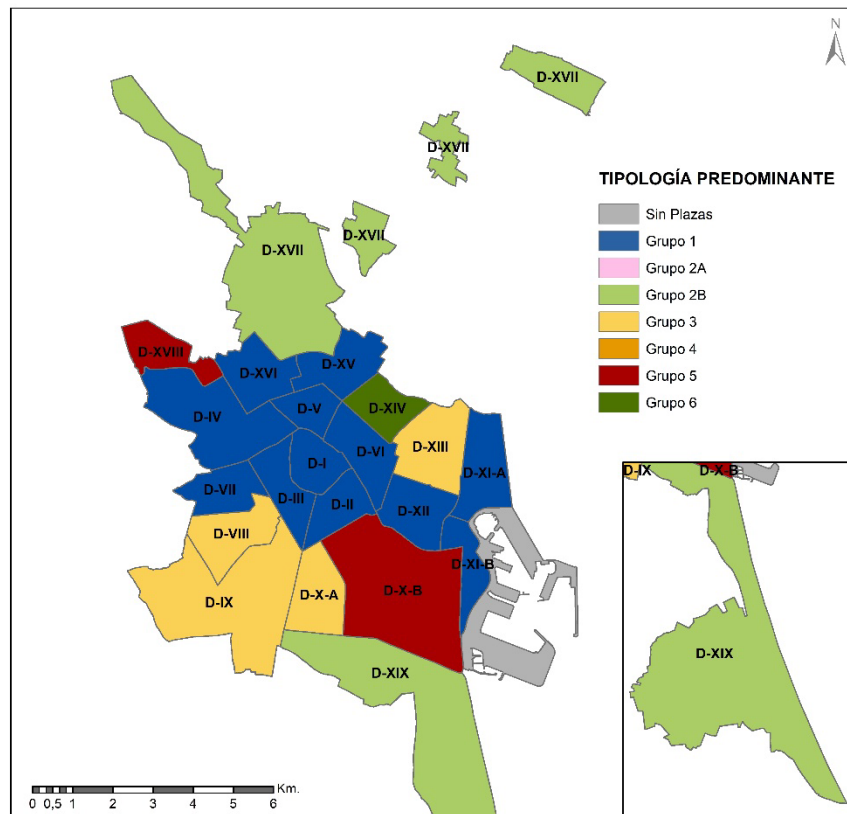 N
D-XVII
D-XVII
D-XVII
D-XVII
TIPOLOGÍA PREDOMINANTE
Sin Plazas
Grupo 1
Grupo 2A
Grupo 2B
Grupo 3
Grupo 4
Grupo 5
Grupo 6
D-XVIII
D-XVI
D-XV
D-IV
D-V
D-XIV
D-VI
D-XIII
D-I
D-XI-A
D-VII
D-III
D-II
D-XII
D-VIII
D-XI-B
D-IX
D-X-A
D-X-B
D-XIX
D-IX
D-X-B
D-XIX
Km.
0 0,5 1 2 3 4 5 6